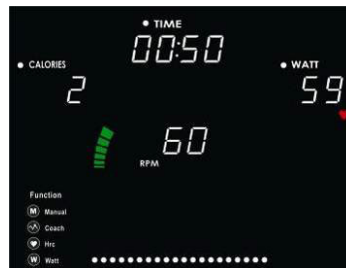 TIME
00:50
CALORIES
2
WATT
59
60
RPM
Function
M Manual
Coach
Hrc
W Watt